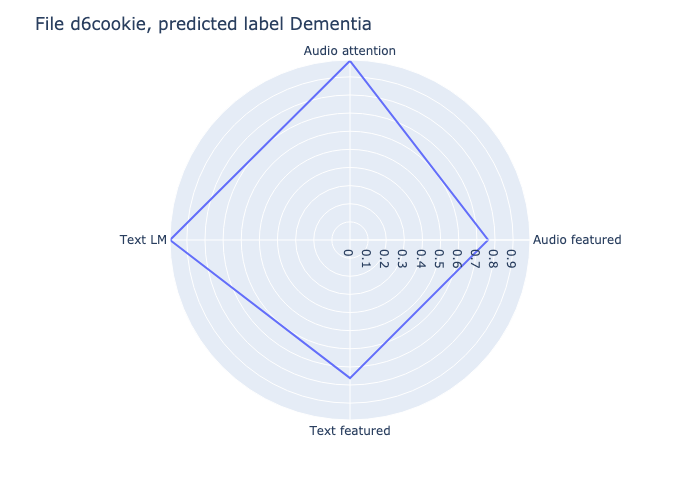 File d6cookie, predicted label Dementia
Audio attention
Text LM
Audio featured
0
0.1
0.2
0.3
0.4
0.5
0.6
0.7
0.8
0.9
Text featured